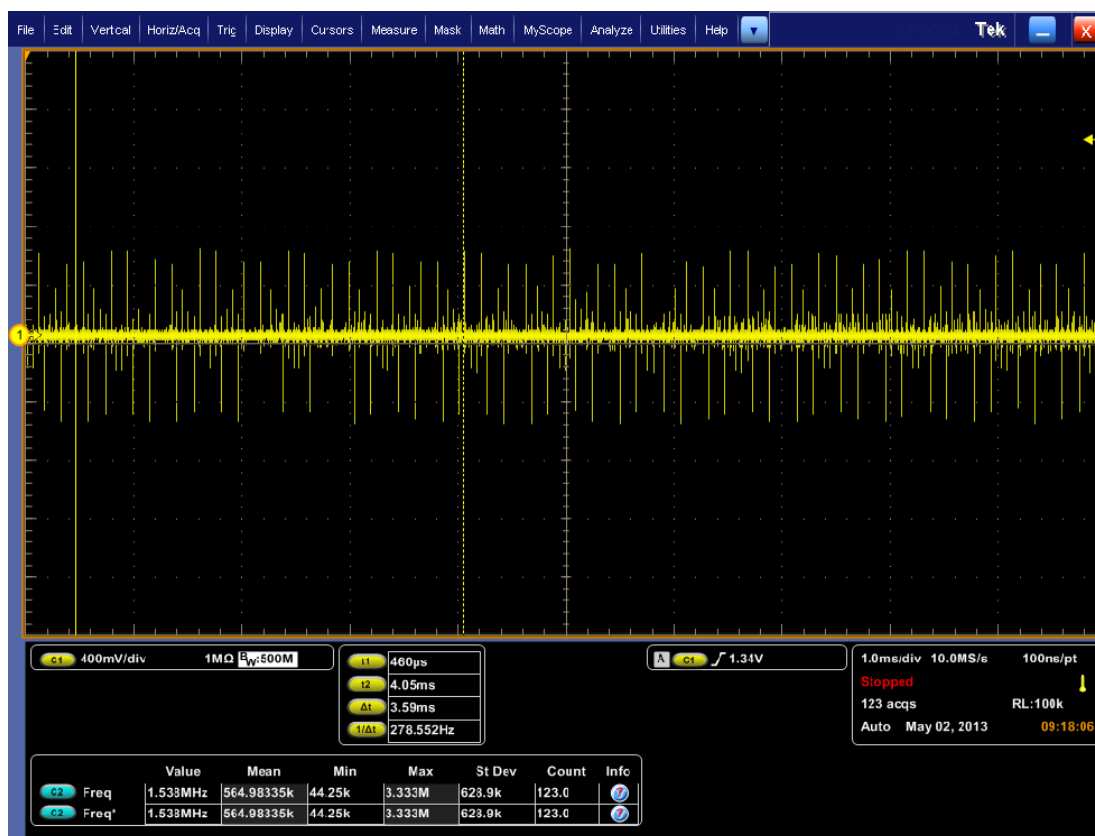 File Edit Vertical Horiz/Acq Trig Display Cursors Measure Mask Math MyScope Analyze Utilities Help Tek X
1
C1 400mV/div 1MΩ BW:500M
t1 460µs
t2 4.05ms
Δt 3.59ms
1/Δt 278.552Hz
A C1 1.34V
1.0ms/div 10.0MS/s 100ns/pt
Stopped
123 acqs RL:100k
Auto May 02, 2013 09:18:06
Value Mean Min Max St Dev Count Info
C2 Freq 1.538MHz 564.98335k 44.25k 3.333M 628.9k 123.0
C2 Freq* 1.538MHz 564.98335k 44.25k 3.333M 628.9k 123.0